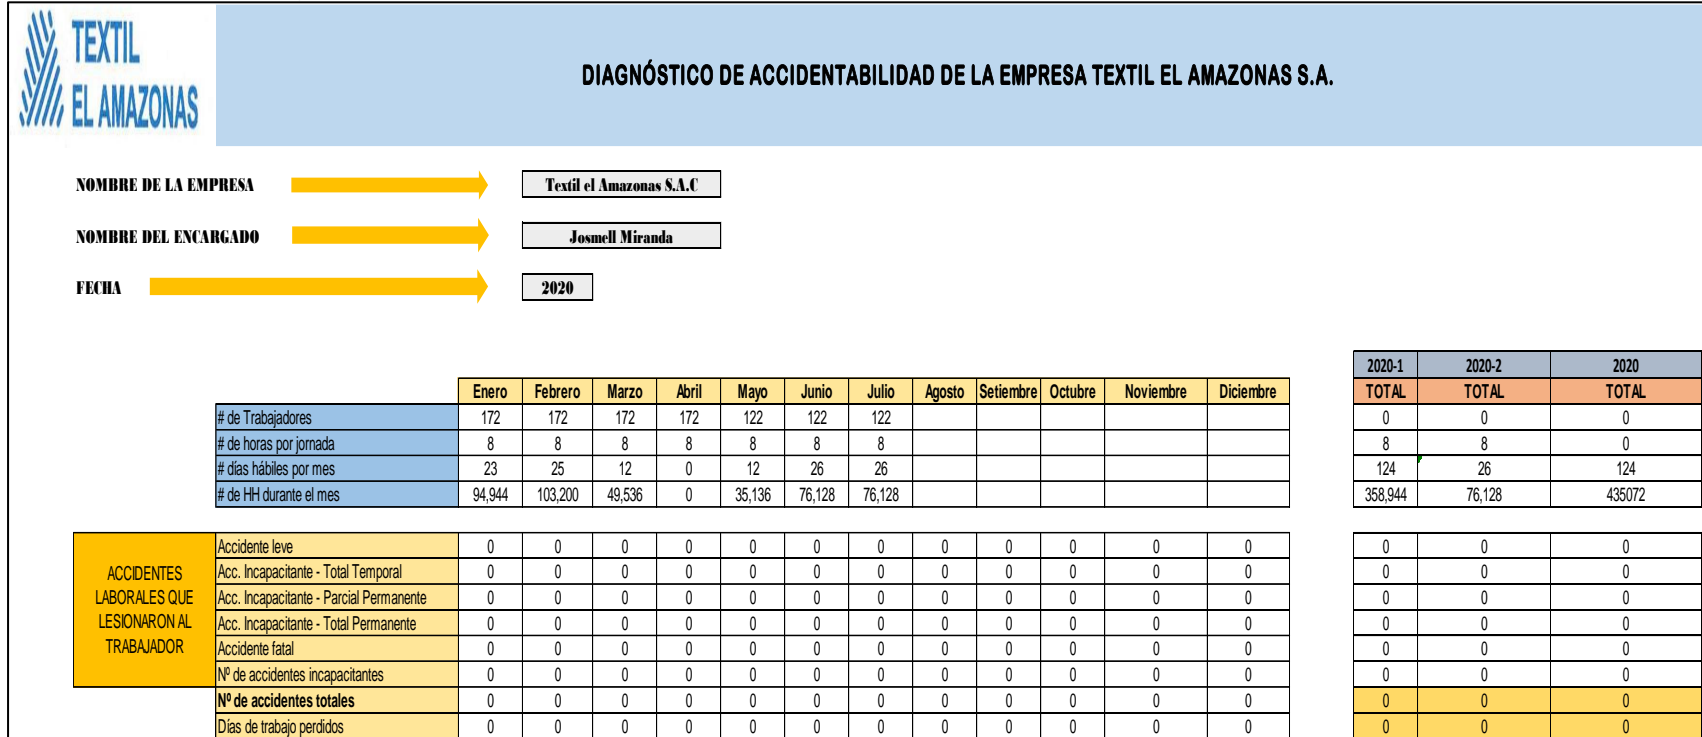 TEXTIL
EL AMAZONAS
DIAGNÓSTICO DE ACCIDENTABILIDAD DE LA EMPRESA TEXTIL EL AMAZONAS S.A.
NOMBRE DE LA EMPRESA Textil el Amazonas S.A.C
NOMBRE DEL ENCARGADO Josmell Miranda
FECHA 2020
2020-1 2020-2 2020
Enero Febrero Marzo Abril Mayo Junio Julio Agosto Setiembre Octubre Noviembre Diciembre TOTAL TOTAL TOTAL
# de Trabajadores 172 172 172 172 122 122 122 0 0 0
# de horas por jornada 8 8 8 8 8 8 8 8 8 0
# días hábiles por mes 23 25 12 0 12 26 26 124 26 124
# de HH durante el mes 94,944 103,200 49,536 0 35,136 76,128 76,128 358,944 76,128 435072
ACCIDENTES
LABORALES QUE
LESIONARON AL
TRABAJADOR
Accidente leve 0 0 0 0 0 0 0 0 0 0 0 0 0 0 0
Acc. Incapacitante - Total Temporal 0 0 0 0 0 0 0 0 0 0 0 0 0 0 0
Acc. Incapacitante - Parcial Permanente 0 0 0 0 0 0 0 0 0 0 0 0 0 0 0
Acc. Incapacitante - Total Permanente 0 0 0 0 0 0 0 0 0 0 0 0 0 0 0
Accidente fatal 0 0 0 0 0 0 0 0 0 0 0 0 0 0 0
Nº de accidentes incapacitantes 0 0 0 0 0 0 0 0 0 0 0 0 0 0 0
Nº de accidentes totales 0 0 0 0 0 0 0 0 0 0 0 0 0 0 0
Días de trabajo perdidos 0 0 0 0 0 0 0 0 0 0 0 0 0 0 0